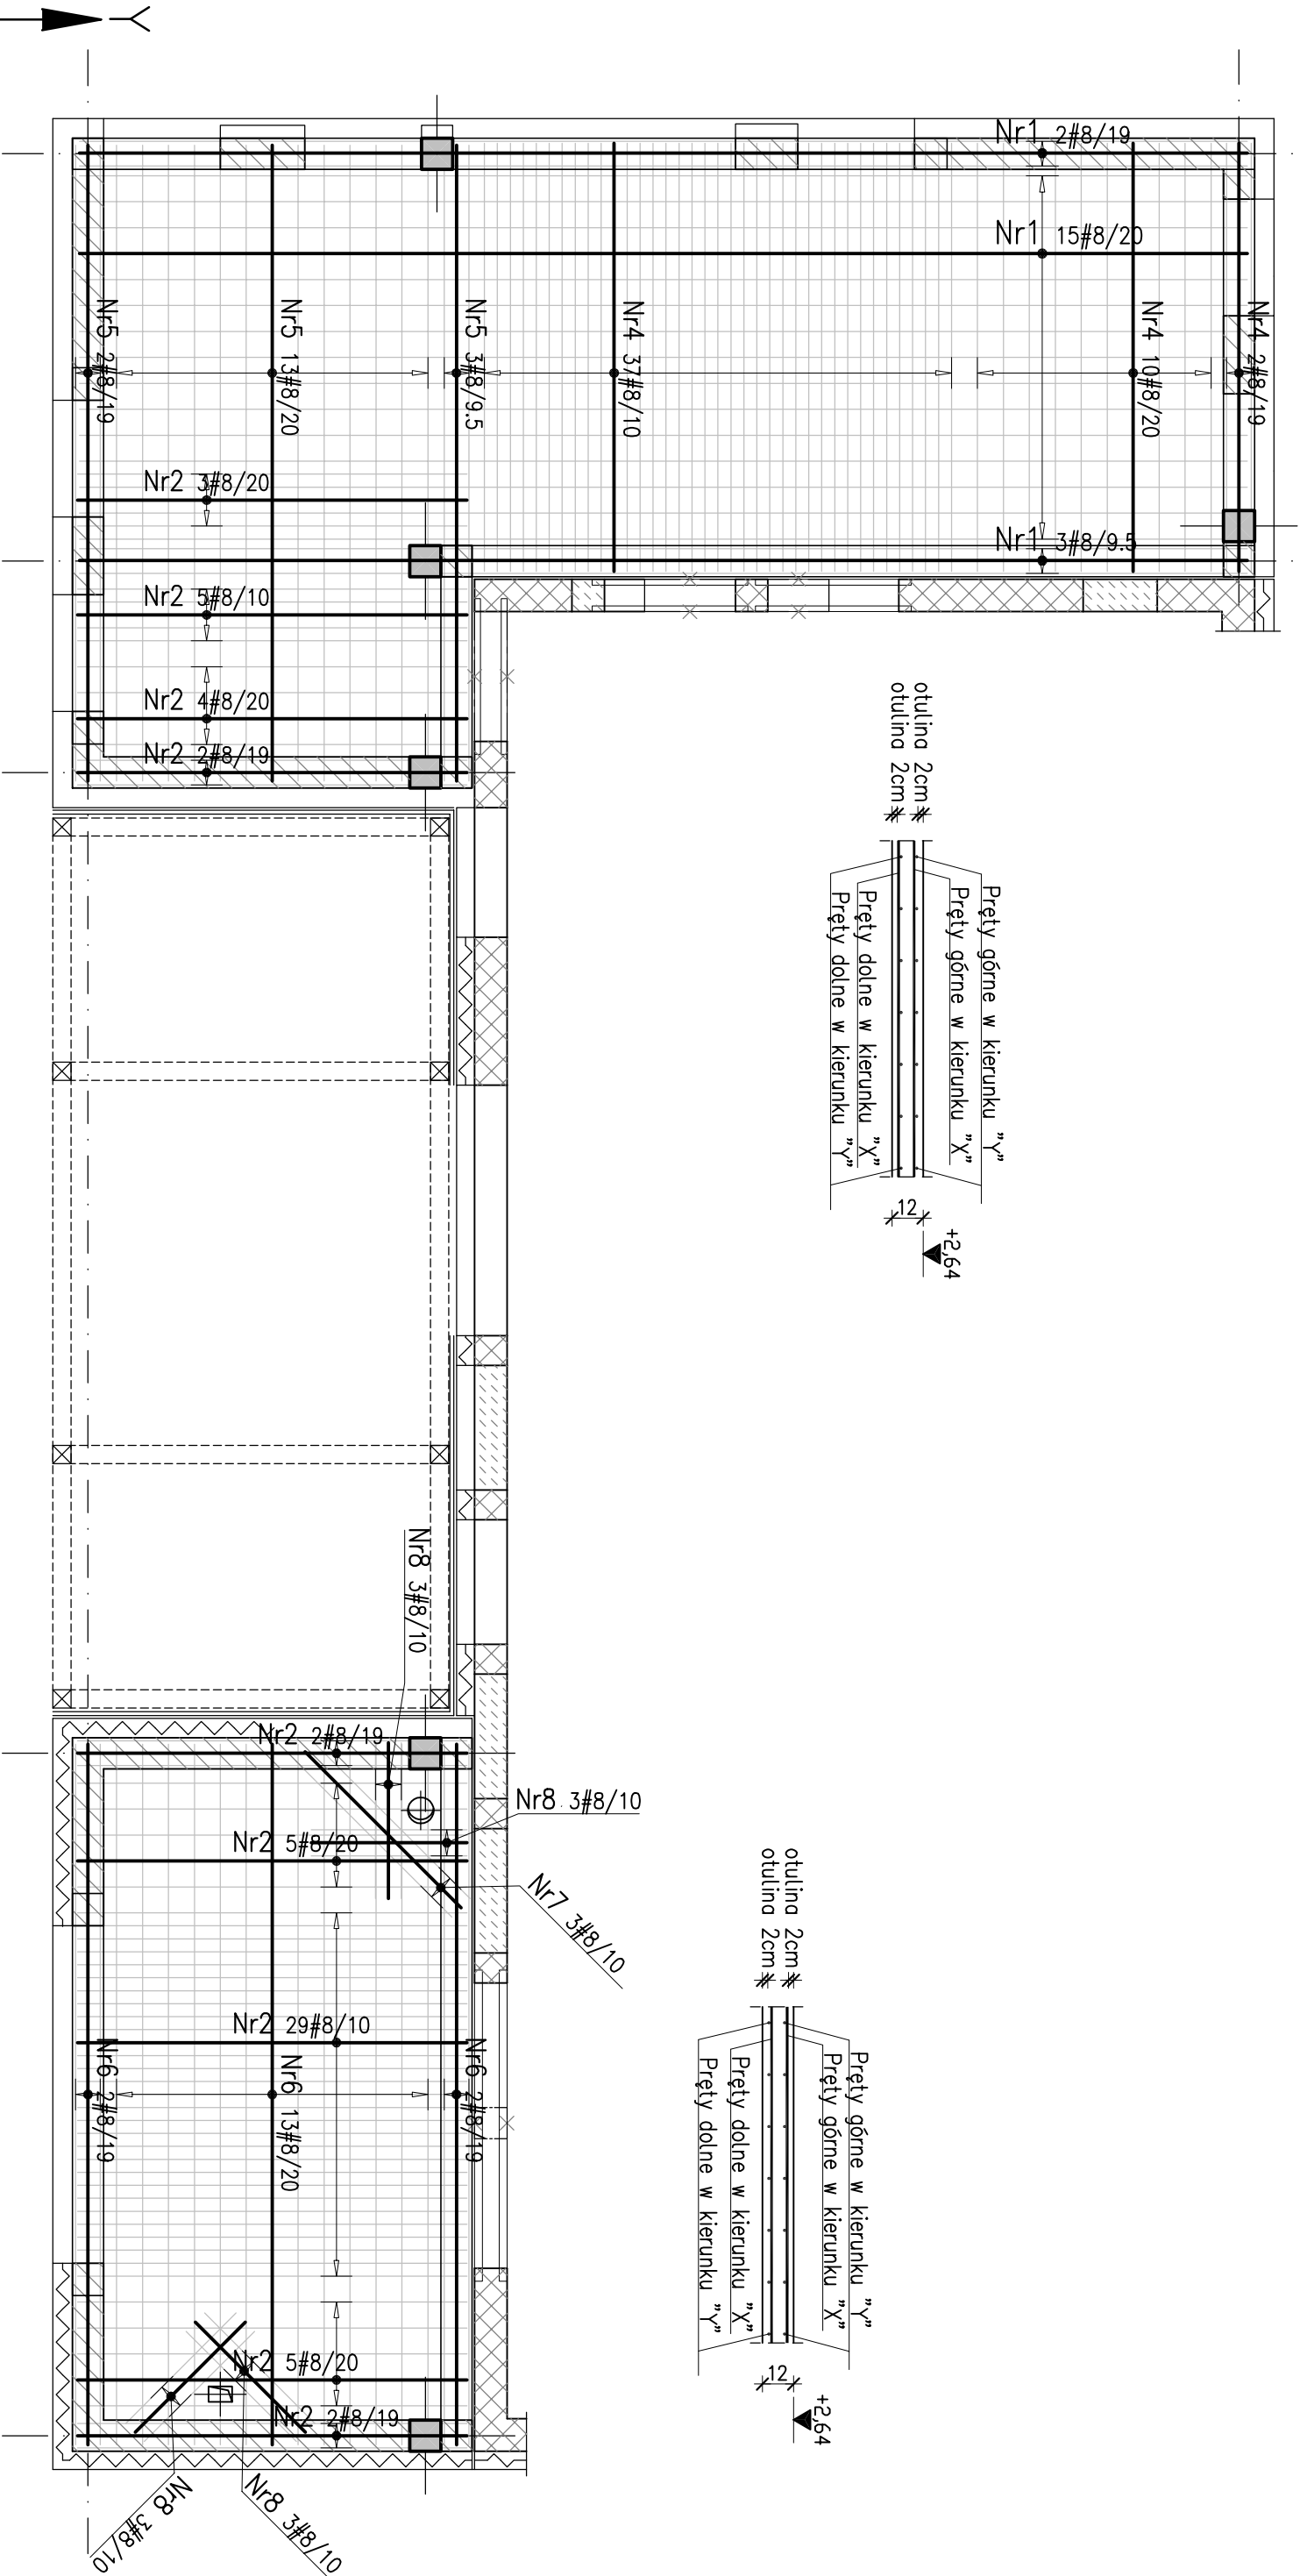 Y
Nr1 2#8/19
Nr1 15#8/20
Nr1 3#8/9.5
Nr4 2#8/19
Nr4 10#8/20
Nr4 37#8/10
Nr5 3#8/9.5
Nr5 13#8/20
Nr5 2#8/19
Nr2 3#8/20
Nr2 5#8/10
Nr2 4#8/20
Nr2 2#8/19
otulina 2cm
otulina 2cm
Pręty górne w kierunku "Y"
Pręty górne w kierunku "X"
Pręty dolne w kierunku "X"
Pręty dolne w kierunku "Y"
12
+2,64
Nr8 3#8/10
Nr2 2#8/19
Nr8 3#8/10
Nr2 5#8/20
Nr7 3#8/10
Nr2 29#8/10
Nr6 2#8/19
Nr6 13#8/20
Nr6 2#8/19
Nr2 5#8/20
Nr2 2#8/19
Nr8 3#8/10
Nr8 3#8/10
otulina 2cm
otulina 2cm
Pręty górne w kierunku "Y"
Pręty górne w kierunku "X"
Pręty dolne w kierunku "X"
Pręty dolne w kierunku "Y"
12
+2,64